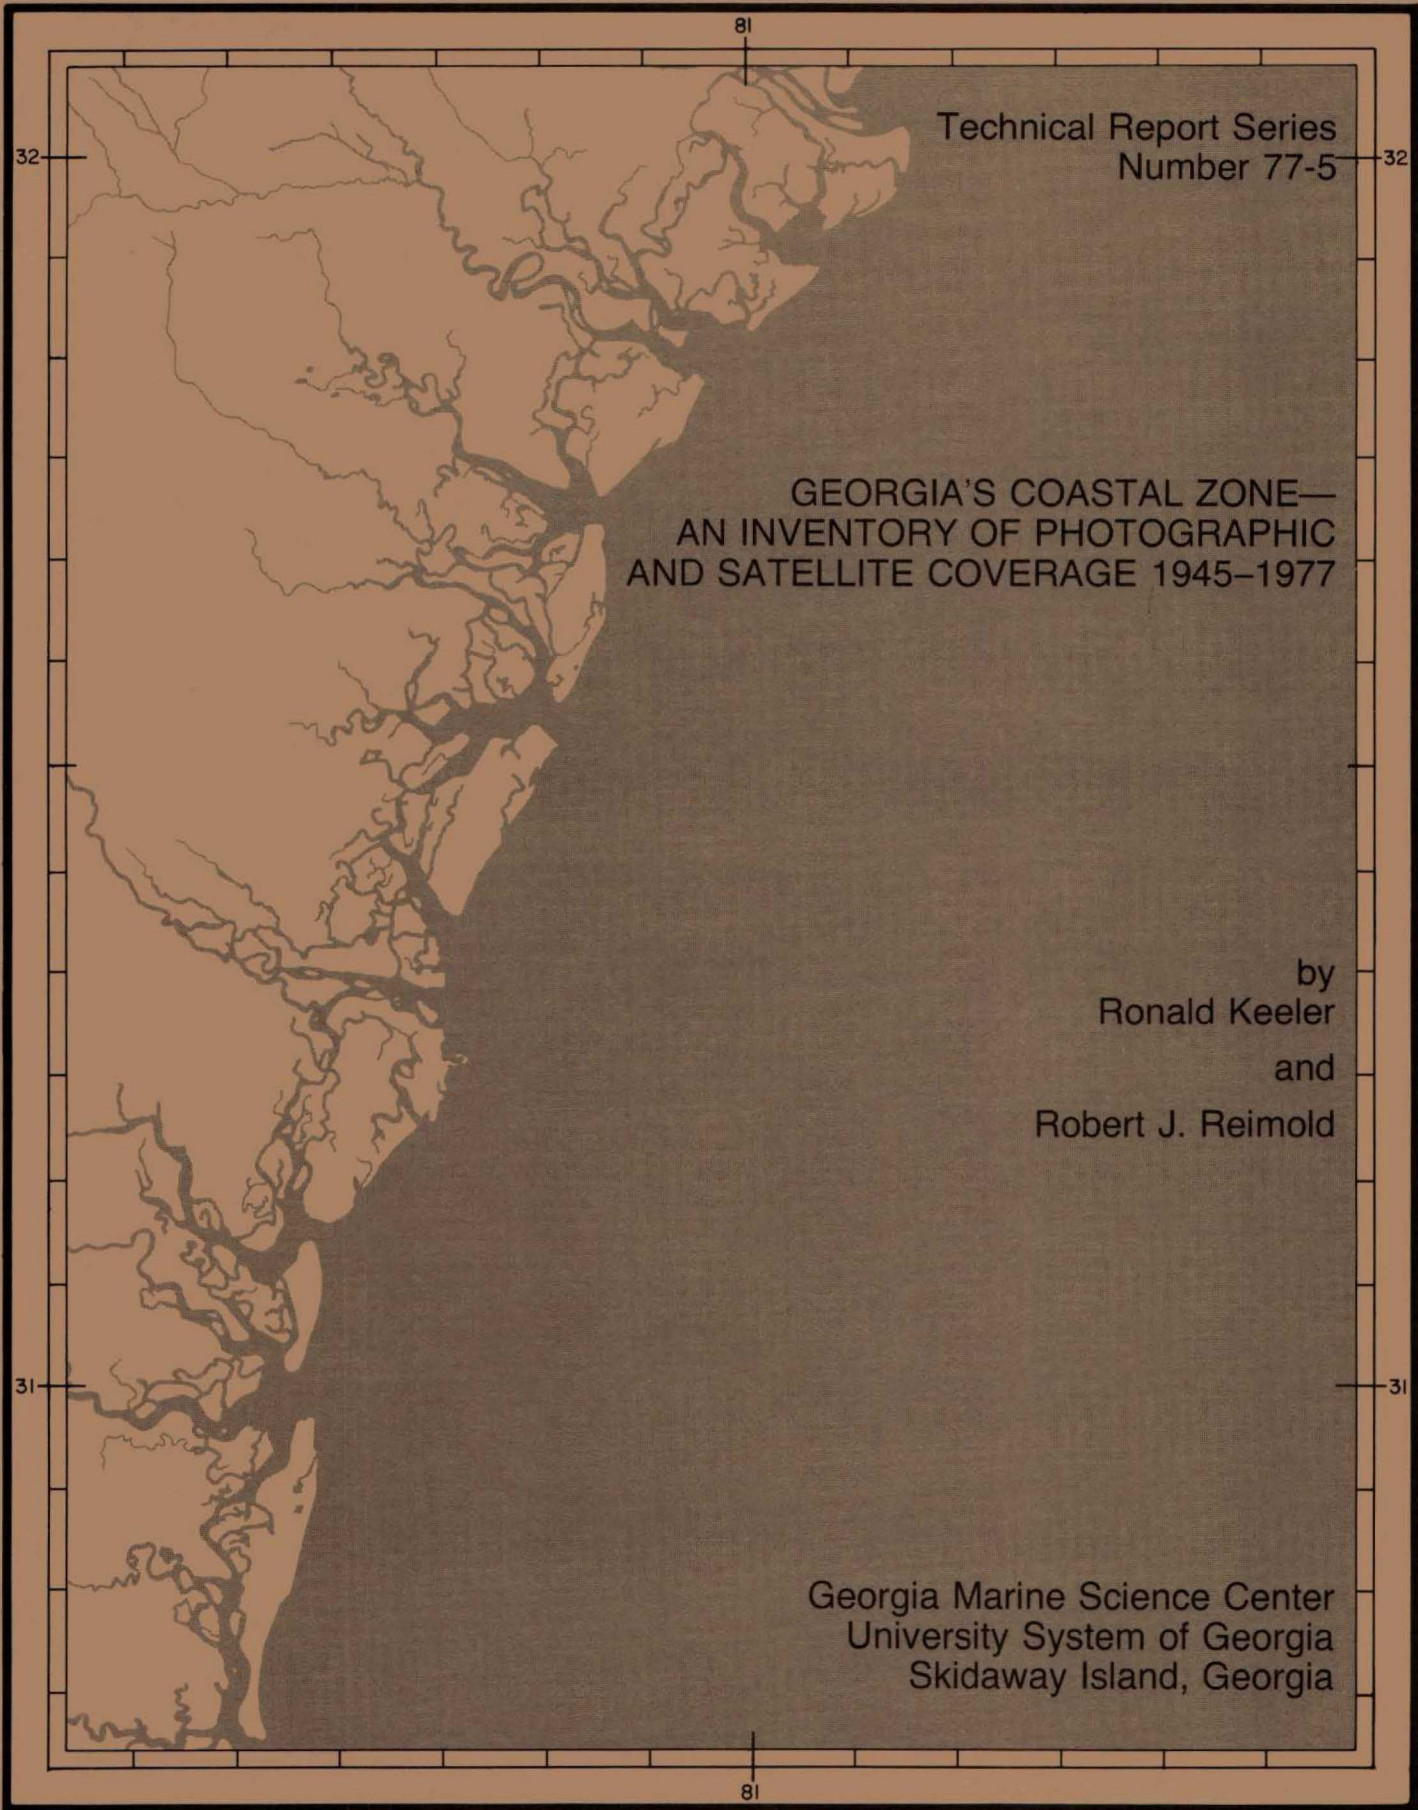 81
Technical Report Series
32
32
Number 77-5
GEORGIA'S COASTAL ZONE—
AN INVENTORY OF PHOTOGRAPHIC
AND SATELLITE COVERAGE 1945–1977
by
Ronald Keeler
and
Robert J. Reimold
31
31
Georgia Marine Science Center
University System of Georgia
Skidaway Island, Georgia
81